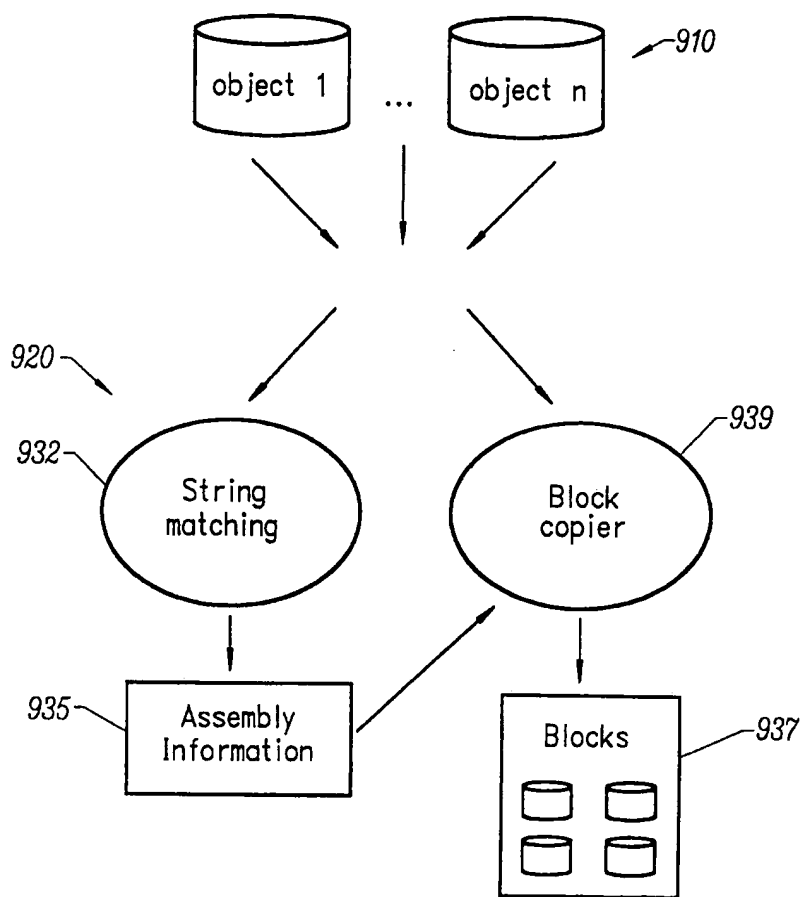 910
object 1
...
object n
920
932
939
String
matching
Block
copier
935
Assembly
Information
Blocks
937